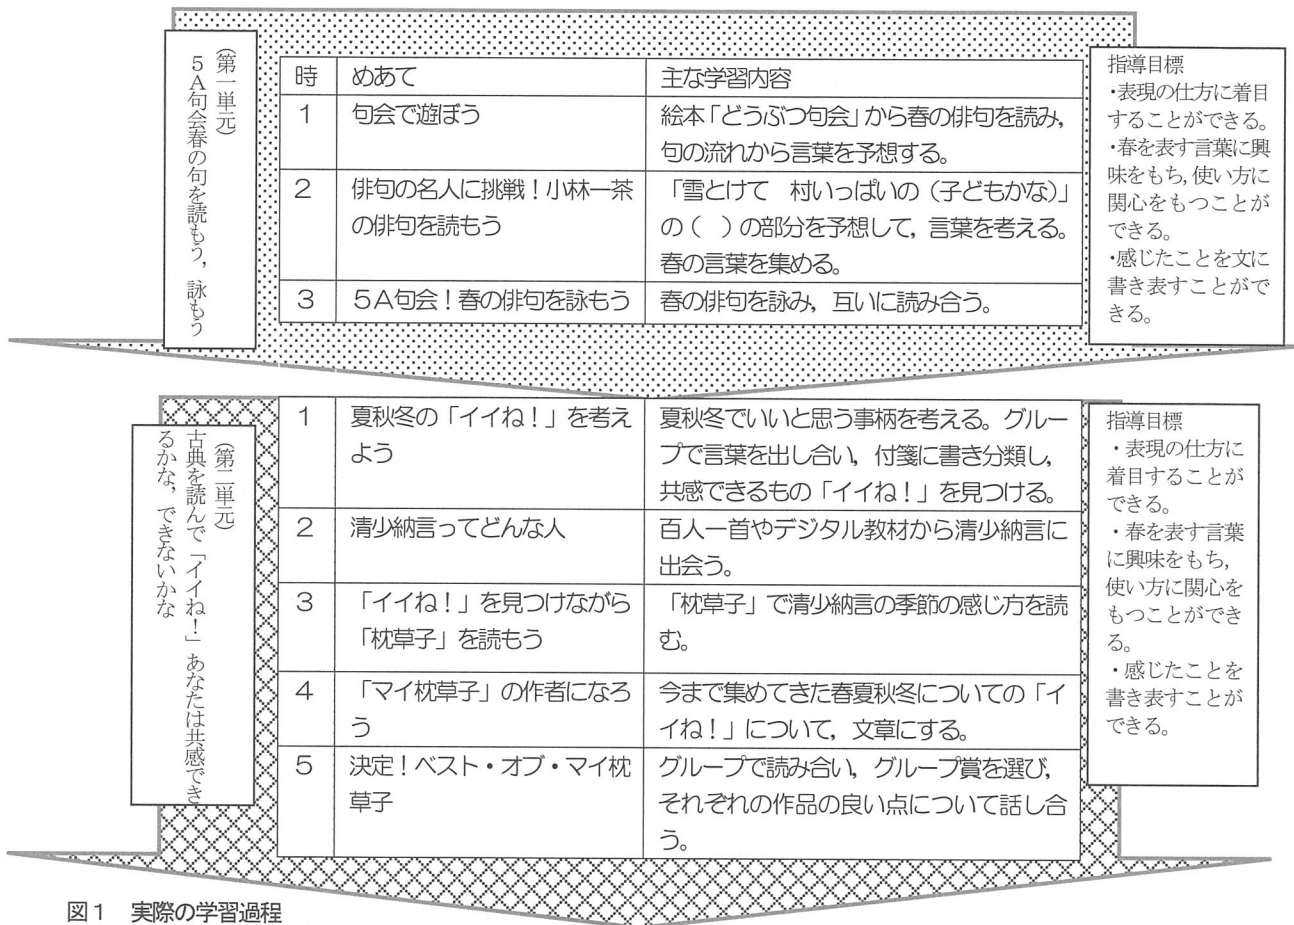 (第一単元)
5A句会春の句を読もう,詠もう
時 めあて 主な学習内容
1 句会で遊ぼう 絵本「どうぶつ句会」から春の俳句を読み,
句の流れから言葉を予想する。
2 俳句の名人に挑戦!小林一茶 「雪とけて 村いっぱいの(子どもかな)」
の俳句を読もう の( )の部分を予想して,言葉を考える。
春の言葉を集める。
3 5A句会!春の俳句を詠もう 春の俳句を詠み,互いに読み合う。
指導目標
・表現の仕方に着目
することができる。
・春を表す言葉に興
味をもち,使い方に
関心をもつことが
できる。
・感じたことを文に
書き表すことがで
きる。
(第二単元)
古典を読んで「イイね!」あなたは共感でき
るかな,できないかな
1 夏秋冬の「イイね!」を考え 夏秋冬でいいと思う事柄を考える。グルー
よう プで言葉を出し合い,付箋に書き分類し,
共感できるもの「イイね!」を見つける。
2 清少納言ってどんな人 百人一首やデジタル教材から清少納言に
出会う。
3 「イイね!」を見つけながら 「枕草子」で清少納言の季節の感じ方を読
「枕草子」を読もう む。
4 「マイ枕草子」の作者になろ 今まで集めてきた春夏秋冬についての「イ
う イね!」について,文章にする。
5 決定!ベスト・オブ・マイ枕 グループで読み合い,グループ賞を選び,
草子 それぞれの作品の良い点について話し合
う。
指導目標
・表現の仕方に
着目することが
できる。
・春を表す言葉
に興味をもち,
使い方に関心を
もつことができ
る。
・感じたことを
書き表すことが
できる。
図1 実際の学習過程